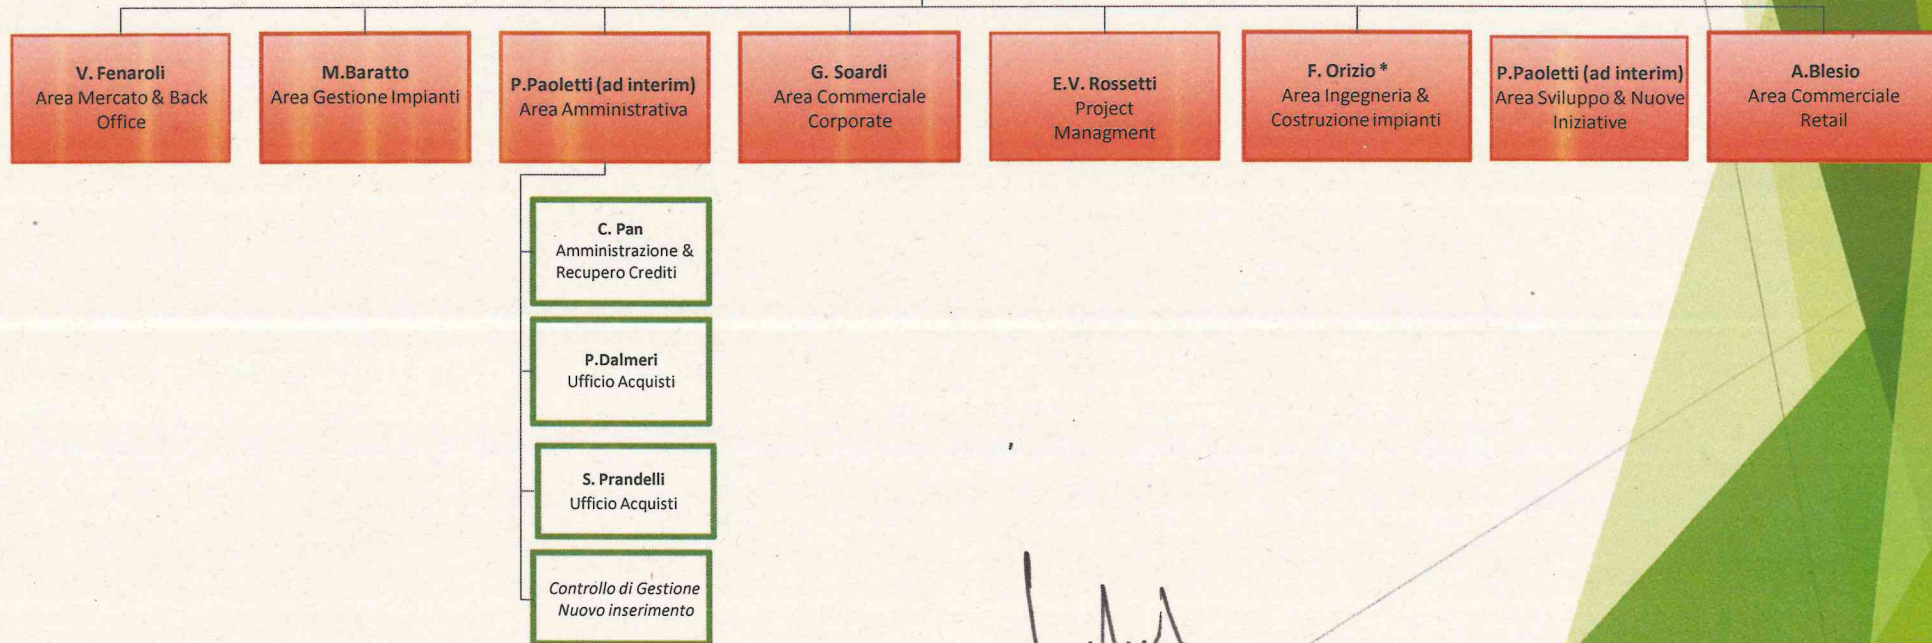 V. Fenaroli
Area Mercato & Back
Office
M.Baratto
Area Gestione Impianti
P.Paoletti (ad interim)
Area Amministrativa
G. Soardi
Area Commerciale
Corporate
E.V. Rossetti
Project
Managment
F. Orizio *
Area Ingegneria &
Costruzione impianti
P.Paoletti (ad interim)
Area Sviluppo & Nuove
Iniziative
A.Blesio
Area Commerciale
Retail
C. Pan
Amministrazione &
Recupero Crediti
P.Dalmeri
Ufficio Acquisti
S. Prandelli
Ufficio Acquisti
Controllo di Gestione
Nuovo inserimento